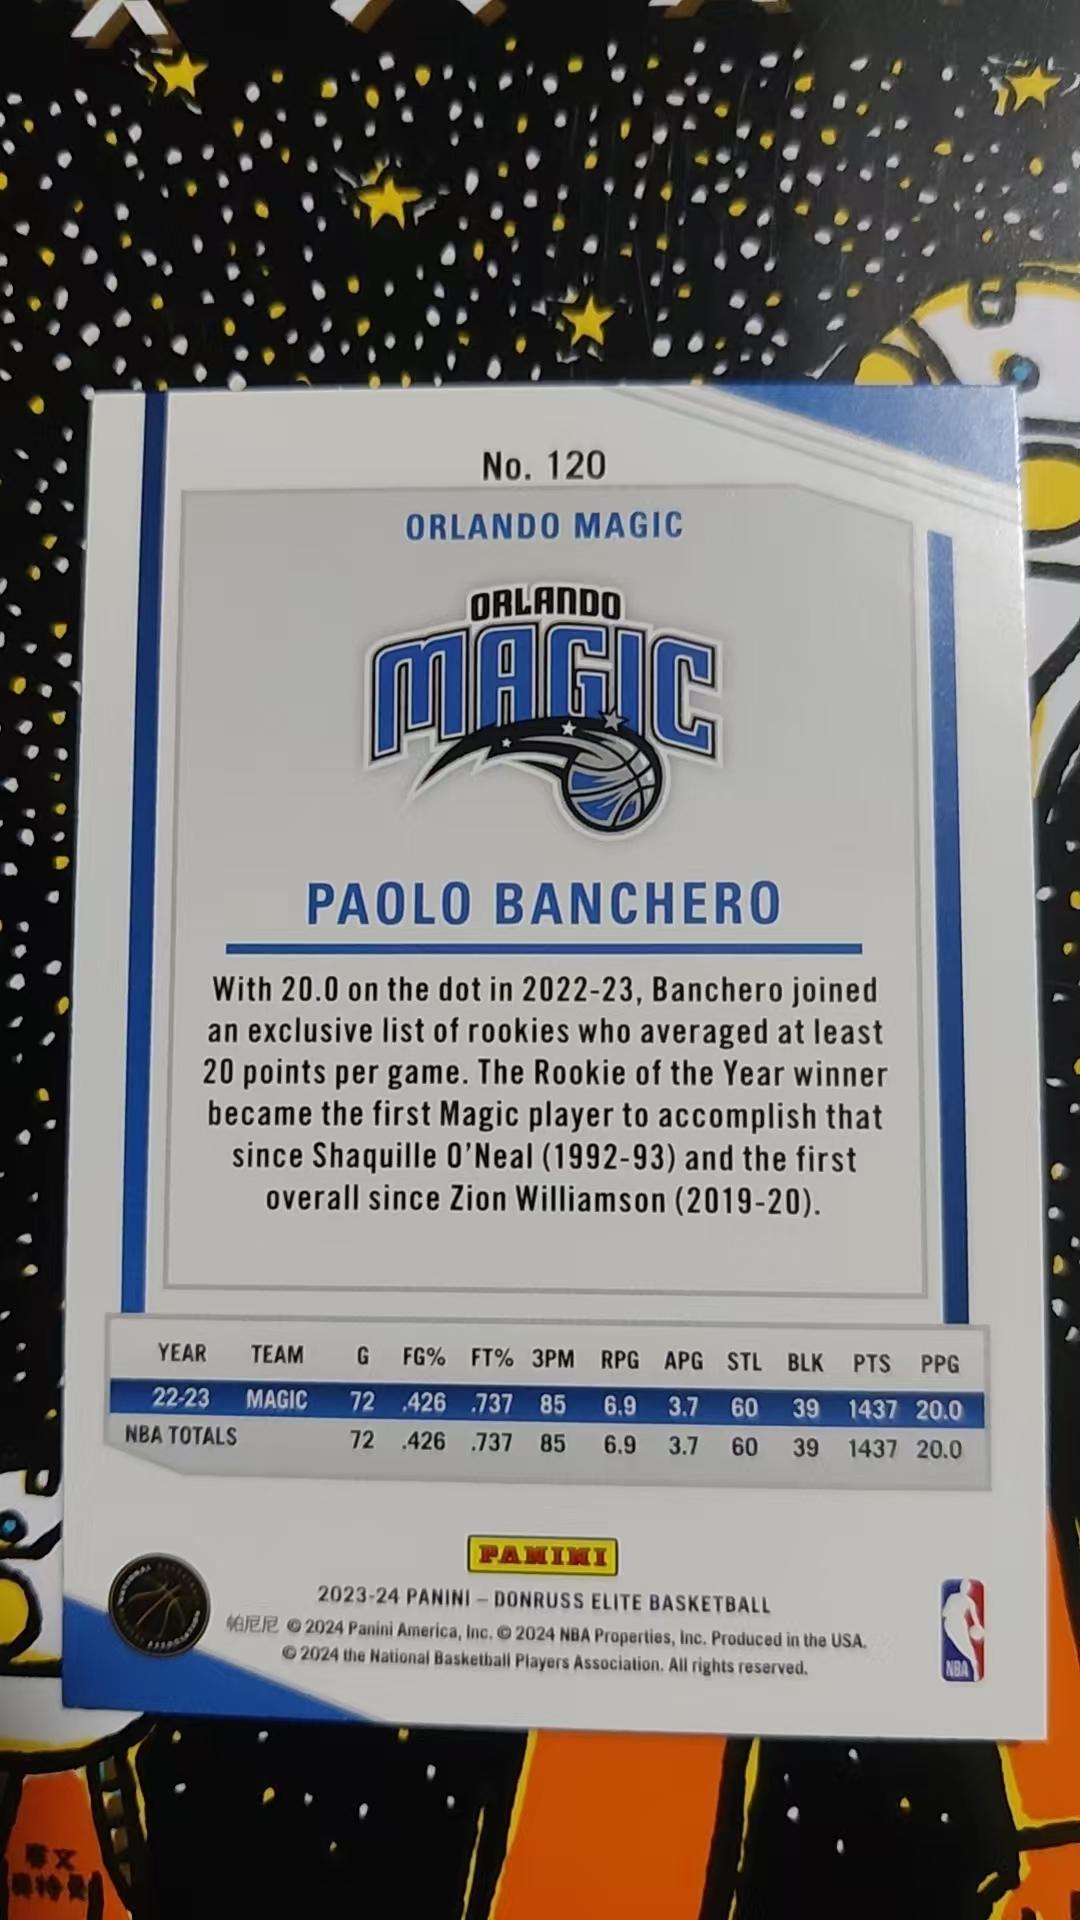 No. 120
ORLANDO MAGIC
ORLANDO
MAGIC
PAOLO BANCHERO
With 20.0 on the dot in 2022-23, Banchero joined
an exclusive list of rookies who averaged at least
20 points per game. The Rookie of the Year winner
became the first Magic player to accomplish that
since Shaquille O'Neal (1992-93) and the first
overall since Zion Williamson (2019-20).
YEAR TEAM G FG% FT% 3PM RPG APG STL BLK PTS PPG
22-23 MAGIC 72 .426 .737 85 6.9 3.7 60 39 1437 20.0
NBA TOTALS 72 .426 .737 85 6.9 3.7 60 39 1437 20.0
PANINI
2023-24 PANINI – DONRUSS ELITE BASKETBALL
帕尼尼 © 2024 Panini America, Inc. © 2024 NBA Properties, Inc. Produced in the USA.
© 2024 the National Basketball Players Association. All rights reserved.
NBA